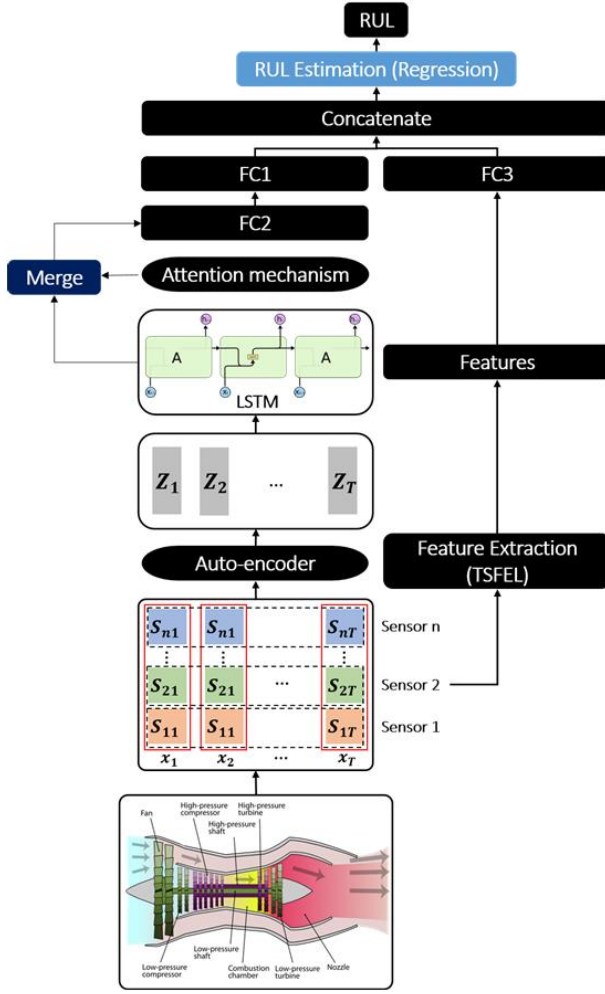 RUL
RUL Estimation (Regression)
Concatenate
FC1
FC3
FC2
Merge
Attention mechanism
A
A
LSTM
Features
Z1 Z2 ... ZT
Auto-encoder
Feature Extraction
(TSFEL)
Sn1 Sn1 SnT
Sensor n
S21 S21 ... S2T
Sensor 2
S11 S11 S1T
Sensor 1
x1 x2 ... xT
High-pressure
compressor
High-pressure
turbine
Fan
High-pressure
shaft
Low-pressure
compressor
Low-pressure
shaft
Combustion
chamber
Low-pressure
turbine
Nozzle